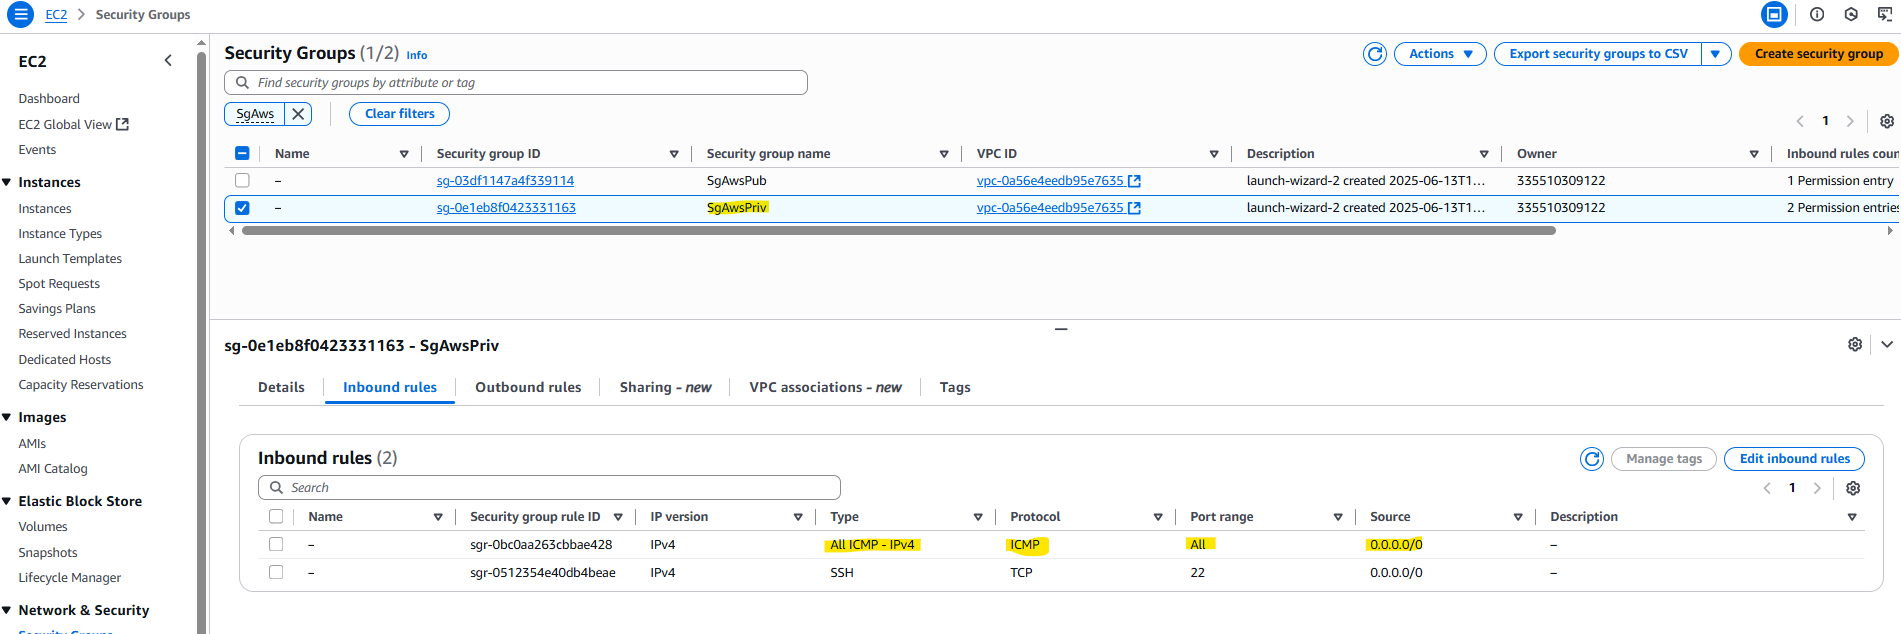 EC2 > Security Groups
EC2
Dashboard
EC2 Global View
Events
Instances
Instances
Instance Types
Launch Templates
Spot Requests
Savings Plans
Reserved Instances
Dedicated Hosts
Capacity Reservations
Images
AMIs
AMI Catalog
Elastic Block Store
Volumes
Snapshots
Lifecycle Manager
Network & Security
Security Groups
Security Groups (1/2) Info
Actions Export security groups to CSV Create security group
Find security groups by attribute or tag
SgAws Clear filters
1
Name Security group ID Security group name VPC ID Description Owner Inbound rules coun
– sg-03df1147a4f339114 SgAwsPub vpc-0a56e4eedb95e7635 launch-wizard-2 created 2025-06-13T1... 335510309122 1 Permission entry
– sg-0e1eb8f0423331163 SgAwsPriv vpc-0a56e4eedb95e7635 launch-wizard-2 created 2025-06-13T1... 335510309122 2 Permission entries
sg-0e1eb8f0423331163 - SgAwsPriv
Details Inbound rules Outbound rules Sharing - new VPC associations - new Tags
Inbound rules (2)
Manage tags Edit inbound rules
Search
1
Name Security group rule ID IP version Type Protocol Port range Source Description
– sgr-0bc0aa263cbbae428 IPv4 All ICMP - IPv4 ICMP All 0.0.0.0/0 –
– sgr-0512354e40db4beae IPv4 SSH TCP 22 0.0.0.0/0 –